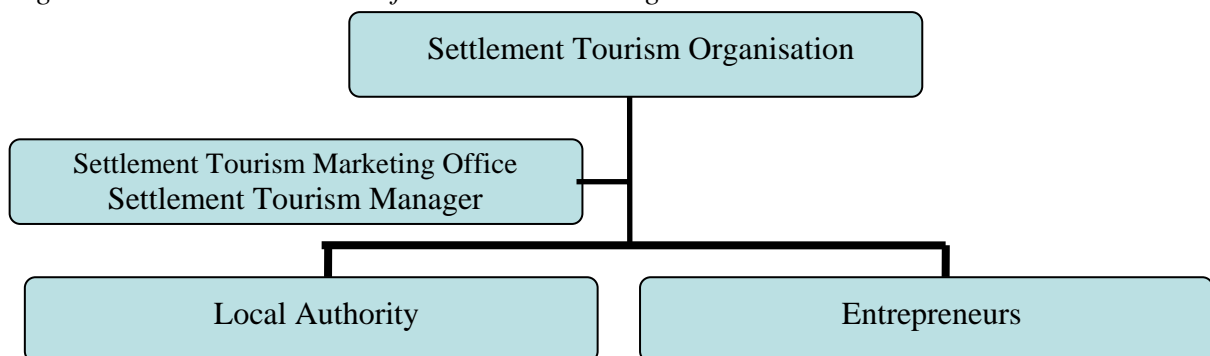 Settlement Tourism Organisation
Settlement Tourism Marketing Office
Settlement Tourism Manager
Local Authority
Entrepreneurs